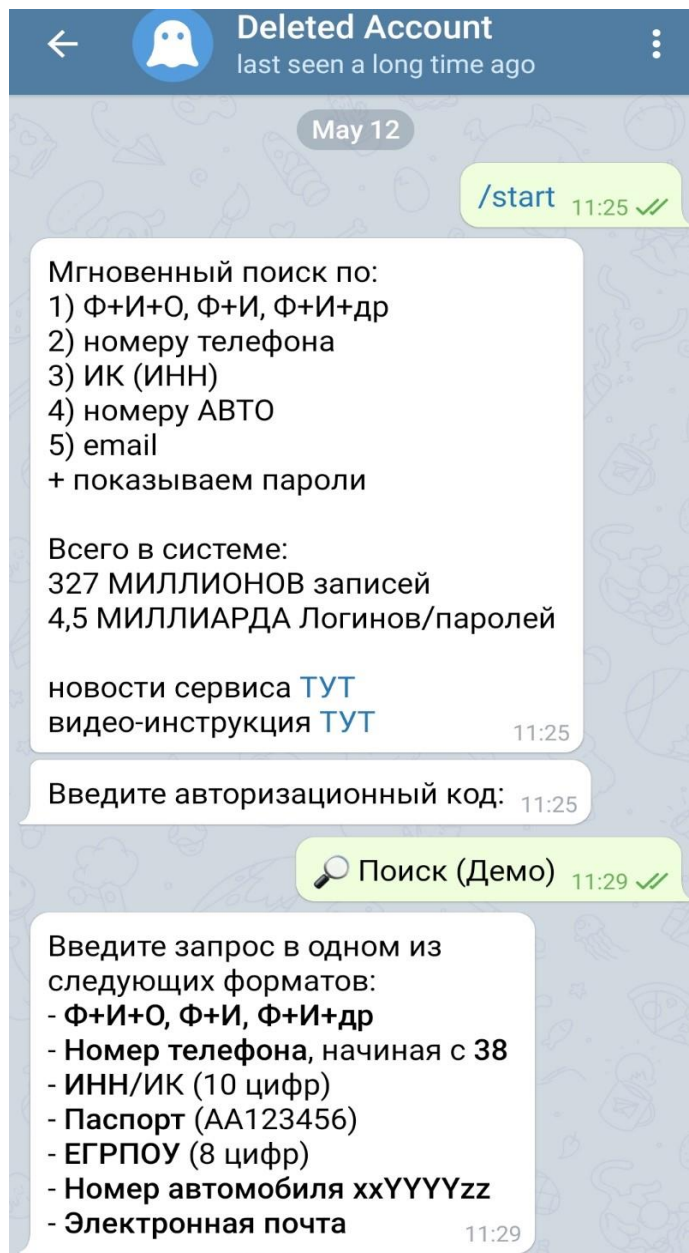 Deleted Account
last seen a long time ago
May 12
/start 11:25
Мгновенный поиск по:
1) Ф+И+О, Ф+И, Ф+И+др
2) номеру телефона
3) ИК (ИНН)
4) номеру АВТО
5) email
+ показываем пароли
Всего в системе:
327 МИЛЛИОНОВ записей
4,5 МИЛЛИАРДА Логинов/паролей
новости сервиса ТУТ
видео-инструкция ТУТ 11:25
Введите авторизационный код: 11:25
Поиск (Демо) 11:29
Введите запрос в одном из
следующих форматов:
- Ф+И+О, Ф+И, Ф+И+др
- Номер телефона, начиная с 38
- ИНН/ИК (10 цифр)
- Паспорт (АА123456)
- ЕГРПОУ (8 цифр)
- Номер автомобиля xxYYYYzz
- Электронная почта 11:29